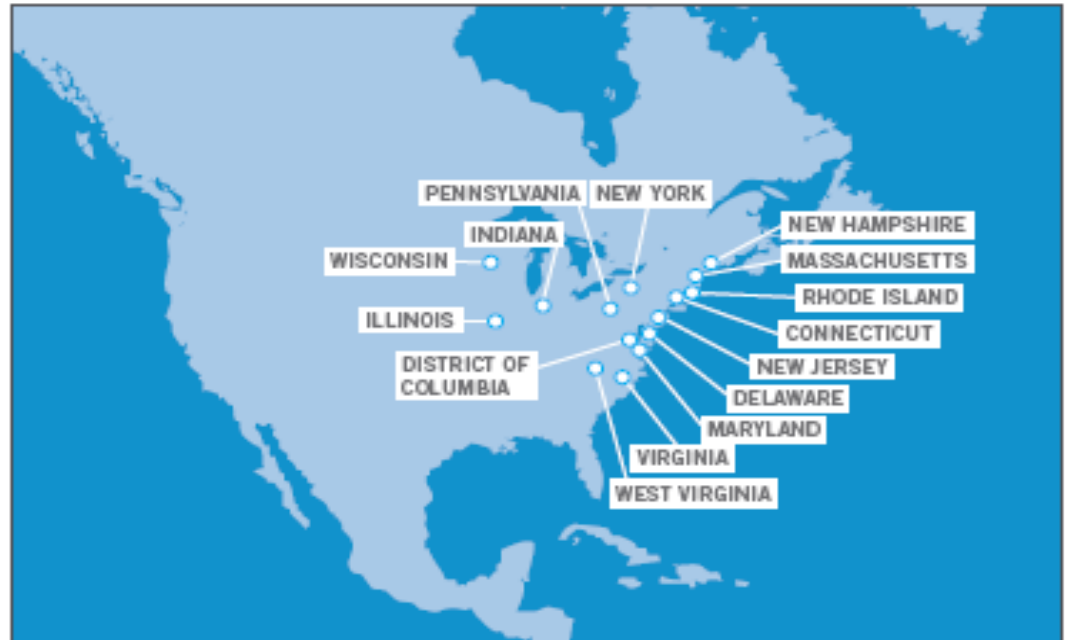 PENNSYLVANIA
NEW YORK
INDIANA
WISCONSIN
ILLINOIS
DISTRICT OF
COLUMBIA
NEW HAMPSHIRE
MASSACHUSETTS
RHODE ISLAND
CONNECTICUT
NEW JERSEY
DELAWARE
MARYLAND
VIRGINIA
WEST VIRGINIA